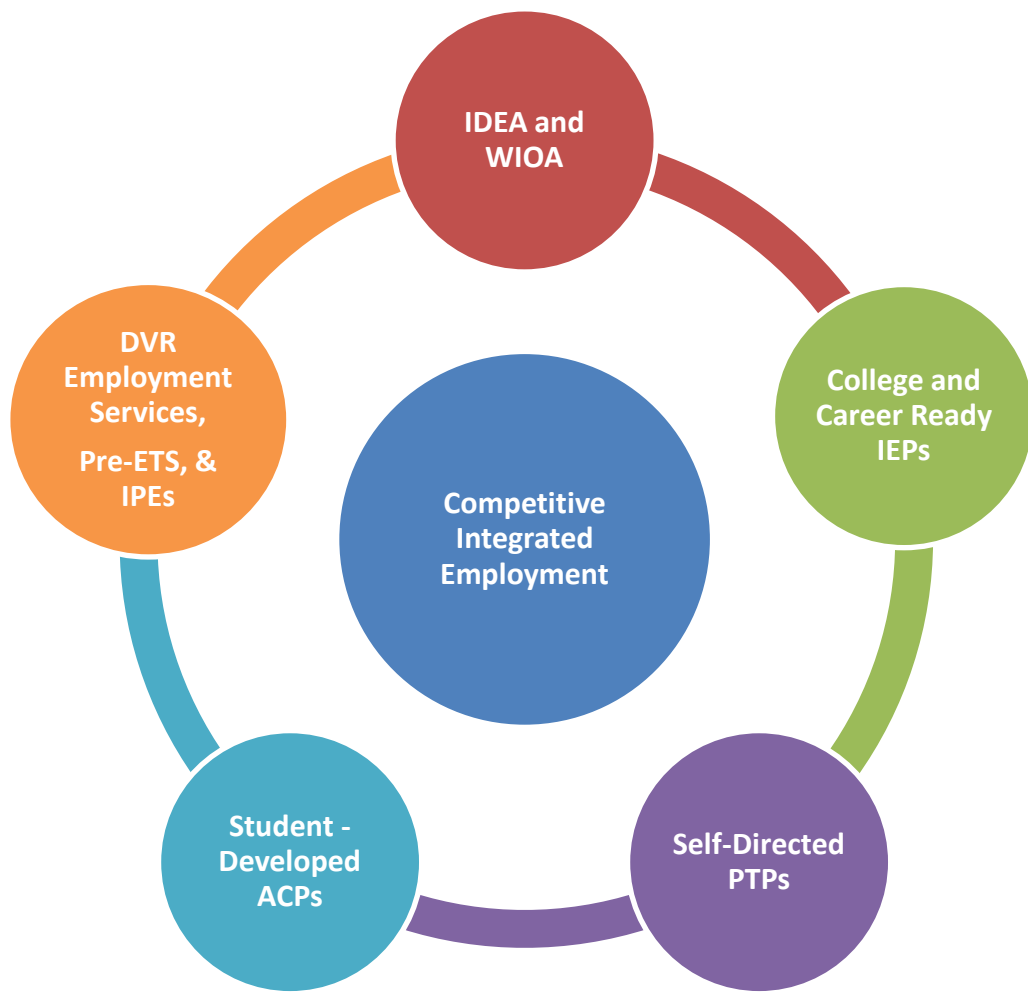 IDEA and
WIOA
College and
Career Ready
IEPs
Self-Directed
PTPs
Student -
Developed
ACPs
DVR
Employment
Services,
Pre-ETS, &
IPEs
Competitive
Integrated
Employment